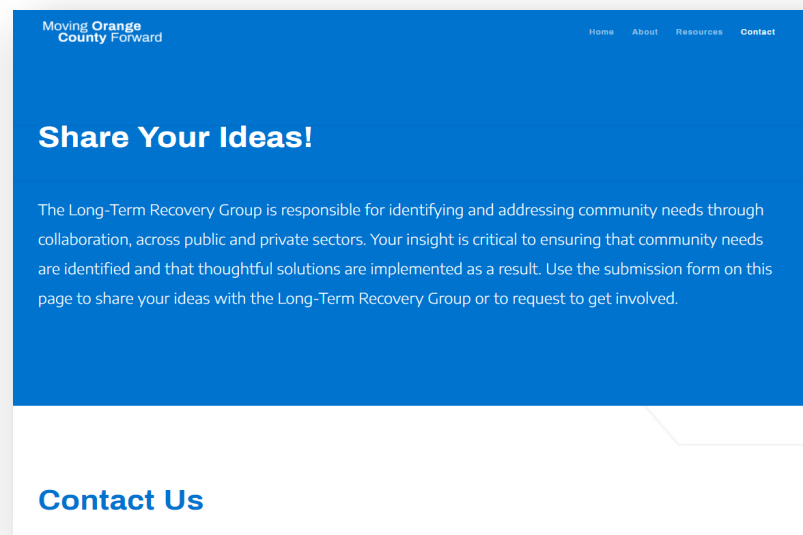 Moving Orange
County Forward
Home About Resources Contact
Share Your Ideas!
The Long-Term Recovery Group is responsible for identifying and addressing community needs through
collaboration, across public and private sectors. Your insight is critical to ensuring that community needs
are identified and that thoughtful solutions are implemented as a result. Use the submission form on this
page to share your ideas with the Long-Term Recovery Group or to request to get involved.
Contact Us